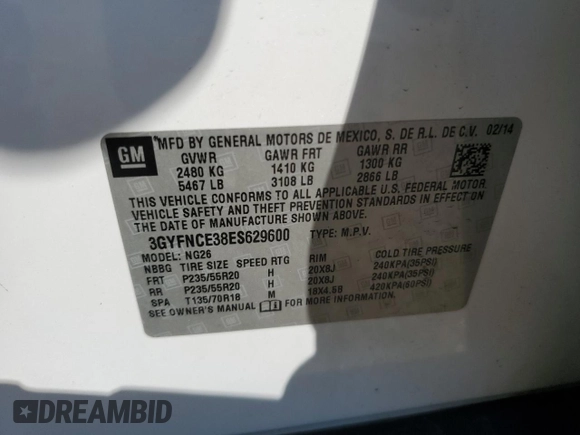 GM
MFD BY GENERAL MOTORS DE MEXICO, S. DE R.L. DE C.V. 02/14
GVWR GAWR FRT GAWR RR
2480 KG 1410 KG 1300 KG
5467 LB 3108 LB 2866 LB
THIS VEHICLE CONFORMS TO ALL APPLICABLE U.S. FEDERAL MOTOR
VEHICLE SAFETY AND THEFT PREVENTION STANDARDS IN EFFECT ON
THE DATE OF MANUFACTURE SHOWN ABOVE.
3GYFNCE38ES629600 TYPE: M.P.V.
MODEL: NG26
NBBG TIRE SIZE SPEED RTG RIM COLD TIRE PRESSURE
FRT P235/55R20 H 20X8J 240KPA(35PSI)
RR P235/55R20 H 20X8J 240KPA(35PSI)
SPA T135/70R18 M 18X4.5B 420KPA(60PSI)
SEE OWNER'S MANUAL FOR MORE INFORMATION
DREAMBID